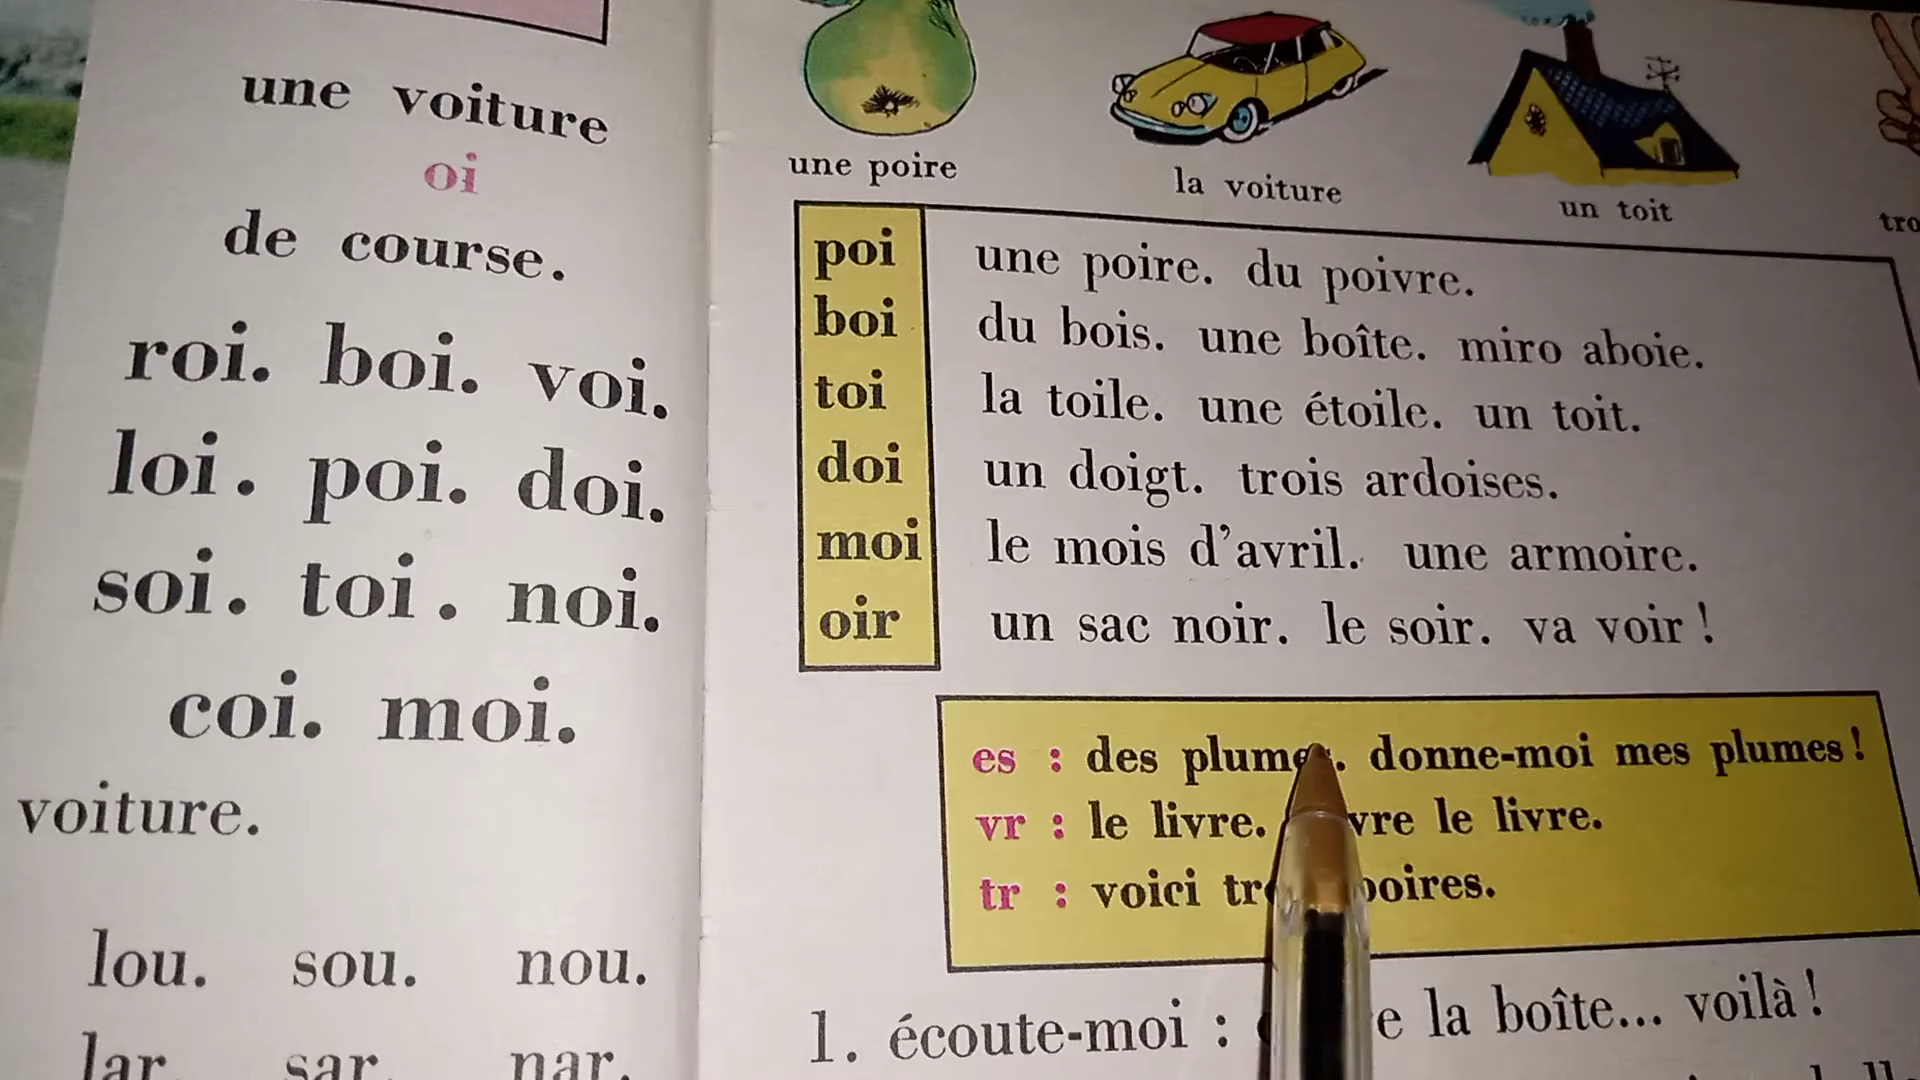 une voiture
oi
de course.
roi. boi. voi.
loi. poi. doi.
soi. toi. noi.
coi. moi.
voiture.
lou. sou. nou.
lar. sar. nar.
une poire
la voiture
un toit
poi une poire. du poivre.
boi du bois. une boîte. miro aboie.
toi la toile. une étoile. un toit.
doi un doigt. trois ardoises.
moi le mois d'avril. une armoire.
oir un sac noir. le soir. va voir !
es : des donne-moi mes plumes !
vr : le livre. le livre.
tr : voici
1. écoute-moi : la boîte... voilà !